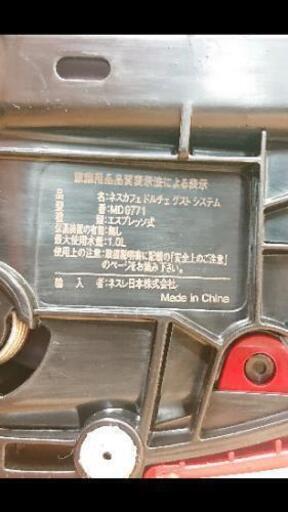 家庭用品品質表示法による表示
品名:ネスカフェ ドルチェ グスト システム
型番:MD9771
種類:エスプレッソ式
保温装置の有無:無し
最大使用水量:1.0L
使用上の注意:取扱説明書に記載の「安全上のご注意」
のページをお読み下さい。
輸入者:ネスレ日本株式会社
Made in China